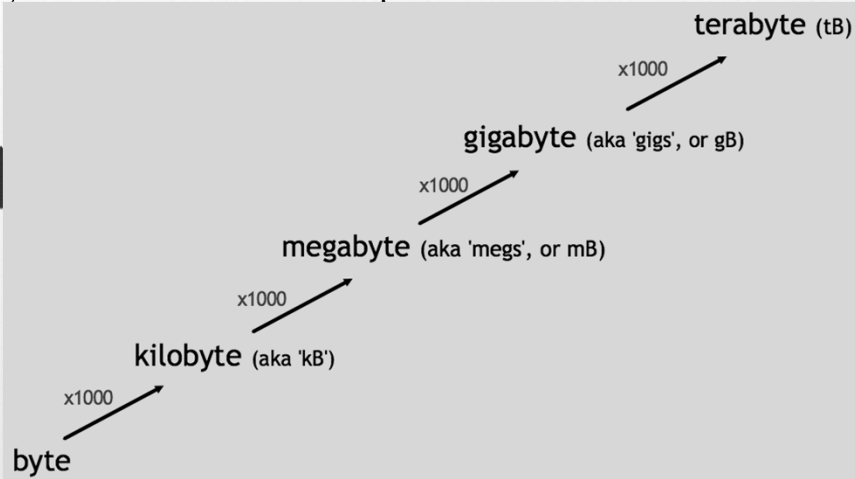 terabyte (tB)
x1000
gigabyte (aka 'gigs', or gB)
x1000
megabyte (aka 'megs', or mB)
x1000
kilobyte (aka 'kB')
x1000
byte